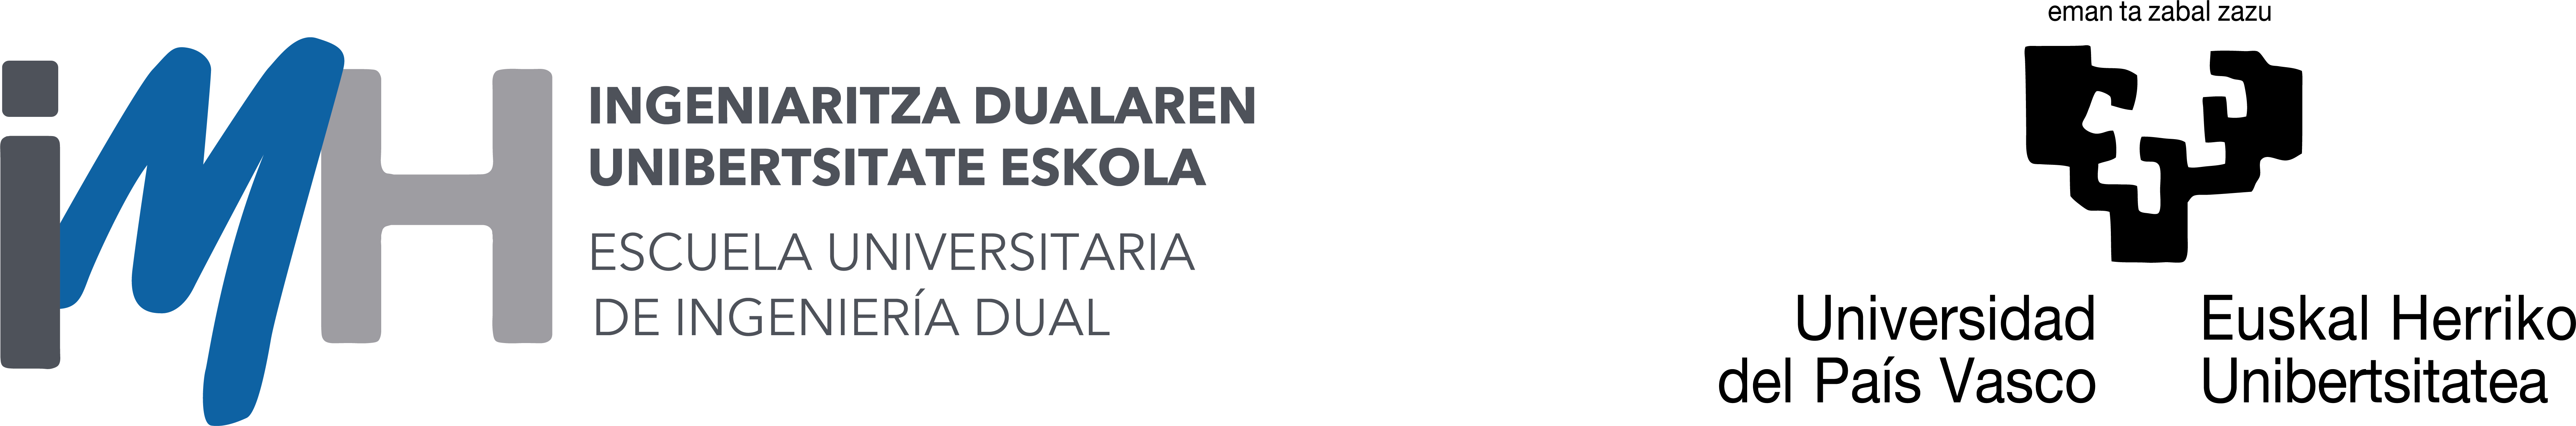 iMH
INGENIARITZA DUALAREN
UNIBERTSITATE ESKOLA
ESCUELA UNIVERSITARIA
DE INGENIERÍA DUAL
eman ta zabal zazu
Universidad
del País Vasco
Euskal Herriko
Unibertsitatea